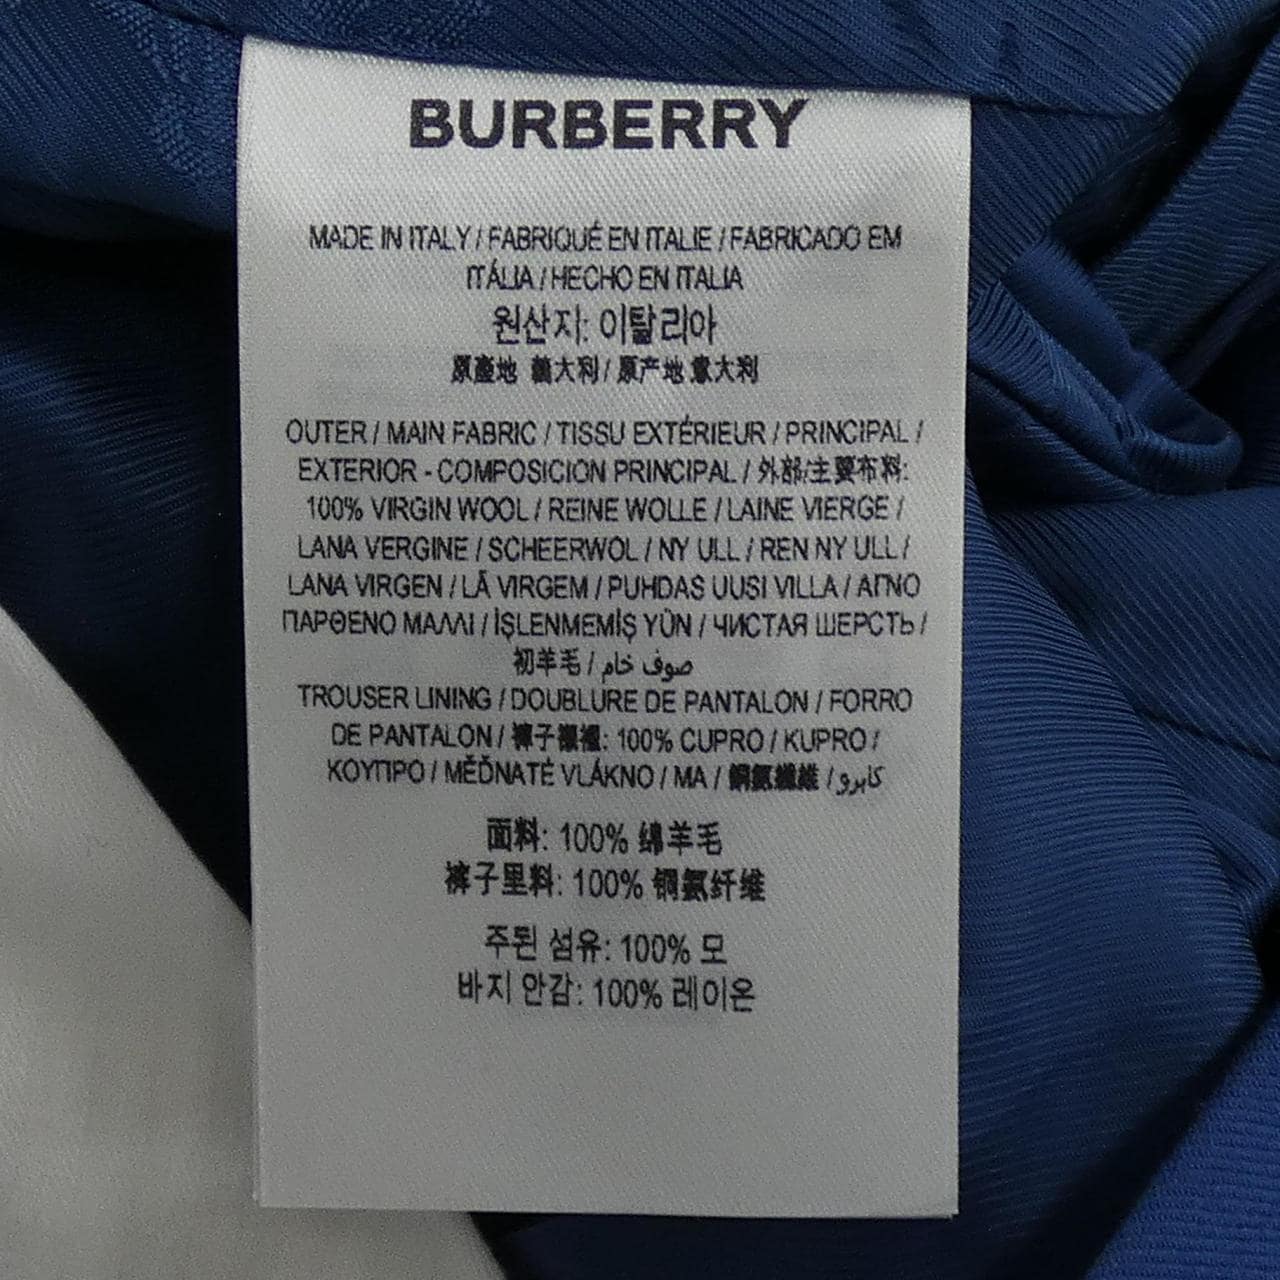 BURBERRY
MADE IN ITALY / FABRIQUÉ EN ITALIE / FABRICADO EM
ITÁLIA / HECHO EN ITALIA
원산지: 이탈리아
原產地 義大利 / 原产地 意大利
OUTER / MAIN FABRIC / TISSU EXTÉRIEUR / PRINCIPAL /
EXTERIOR - COMPOSICION PRINCIPAL / 外部/主要布料:
100% VIRGIN WOOL / REINE WOLLE / LAINE VIERGE /
LANA VERGINE / SCHEERWOL / NY ULL / REN NY ULL /
LANA VIRGEN / LÃ VIRGEM / PUHDAS UUSI VILLA / ΑΓΝΟ
ΠΑΡΘΕΝΟ ΜΑΛΛΙ / İŞLENMEMİŞ YÜN / ЧИСТАЯ ШЕРСТЬ /
初羊毛 / صوف خام
TROUSER LINING / DOUBLURE DE PANTALON / FORRO
DE PANTALON / 褲子襯裡: 100% CUPRO / KUPRO /
ΚΟΥΠΡΟ / MĚĎNATÉ VLÁKNO / MA / 銅氨纖維 / كابرو
面料: 100% 绵羊毛
裤子里料: 100% 铜氨纤维
주된 섬유: 100% 모
바지 안감: 100% 레이온